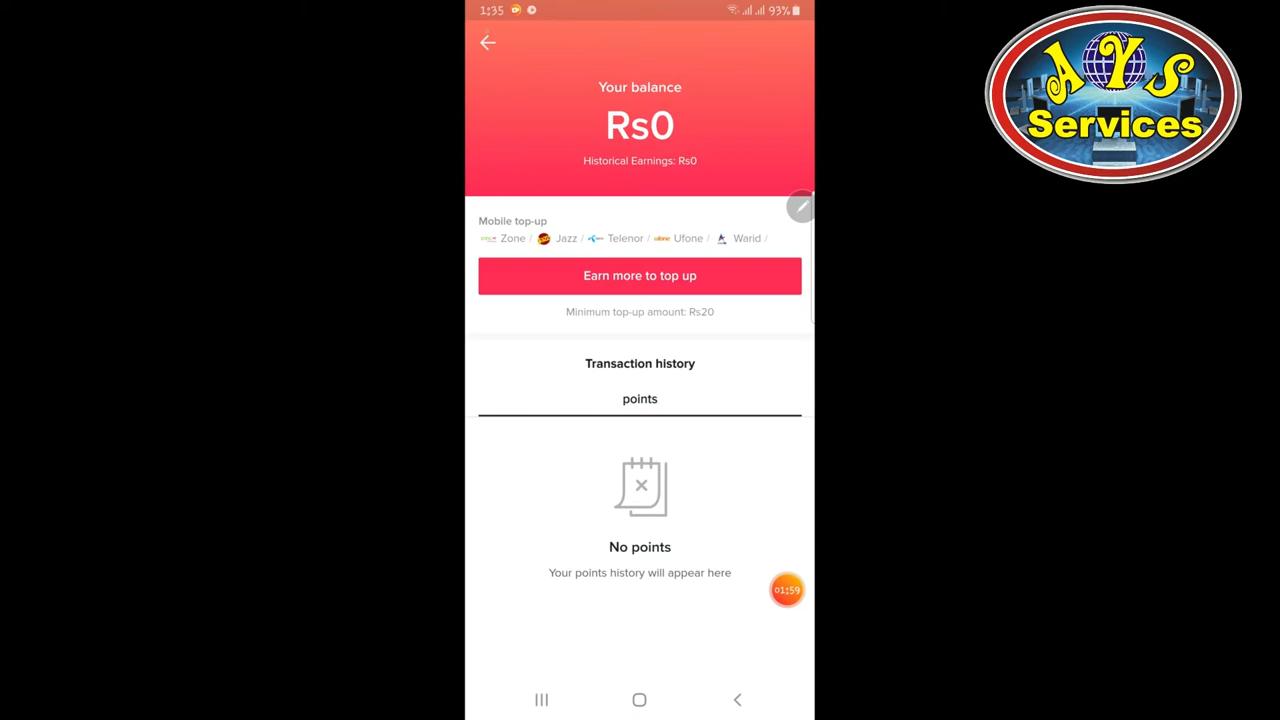 1:35
93%
AYS
Services
Your balance
Rs0
Historical Earnings: Rs0
Mobile top-up
Zone / Jazz / Telenor / Ufone / Warid /
Earn more to top up
Minimum top-up amount: Rs20
Transaction history
points
No points
Your points history will appear here
01:59